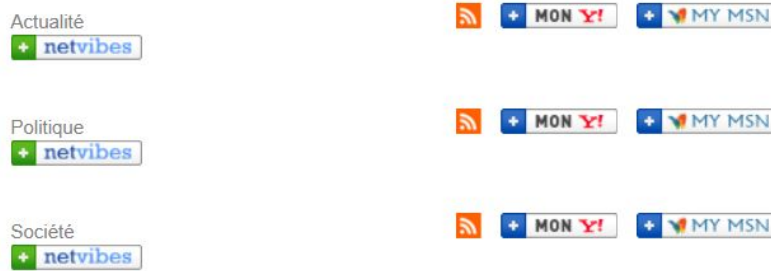 Actualité + MON Y! + MY MSN
+ netvibes
Politique + MON Y! + MY MSN
+ netvibes
Société + MON Y! + MY MSN
+ netvibes